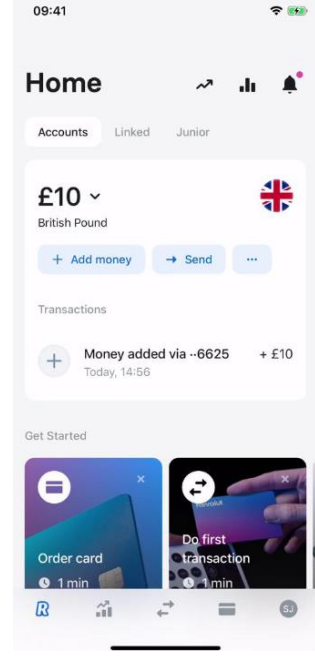 09:41
Home
Accounts Linked Junior
£10
British Pound
+ Add money → Send ...
Transactions
Money added via ··6625 + £10
Today, 14:56
Get Started
Order card
1 min
Revolut
Do first
transaction
1 min
R
SJ